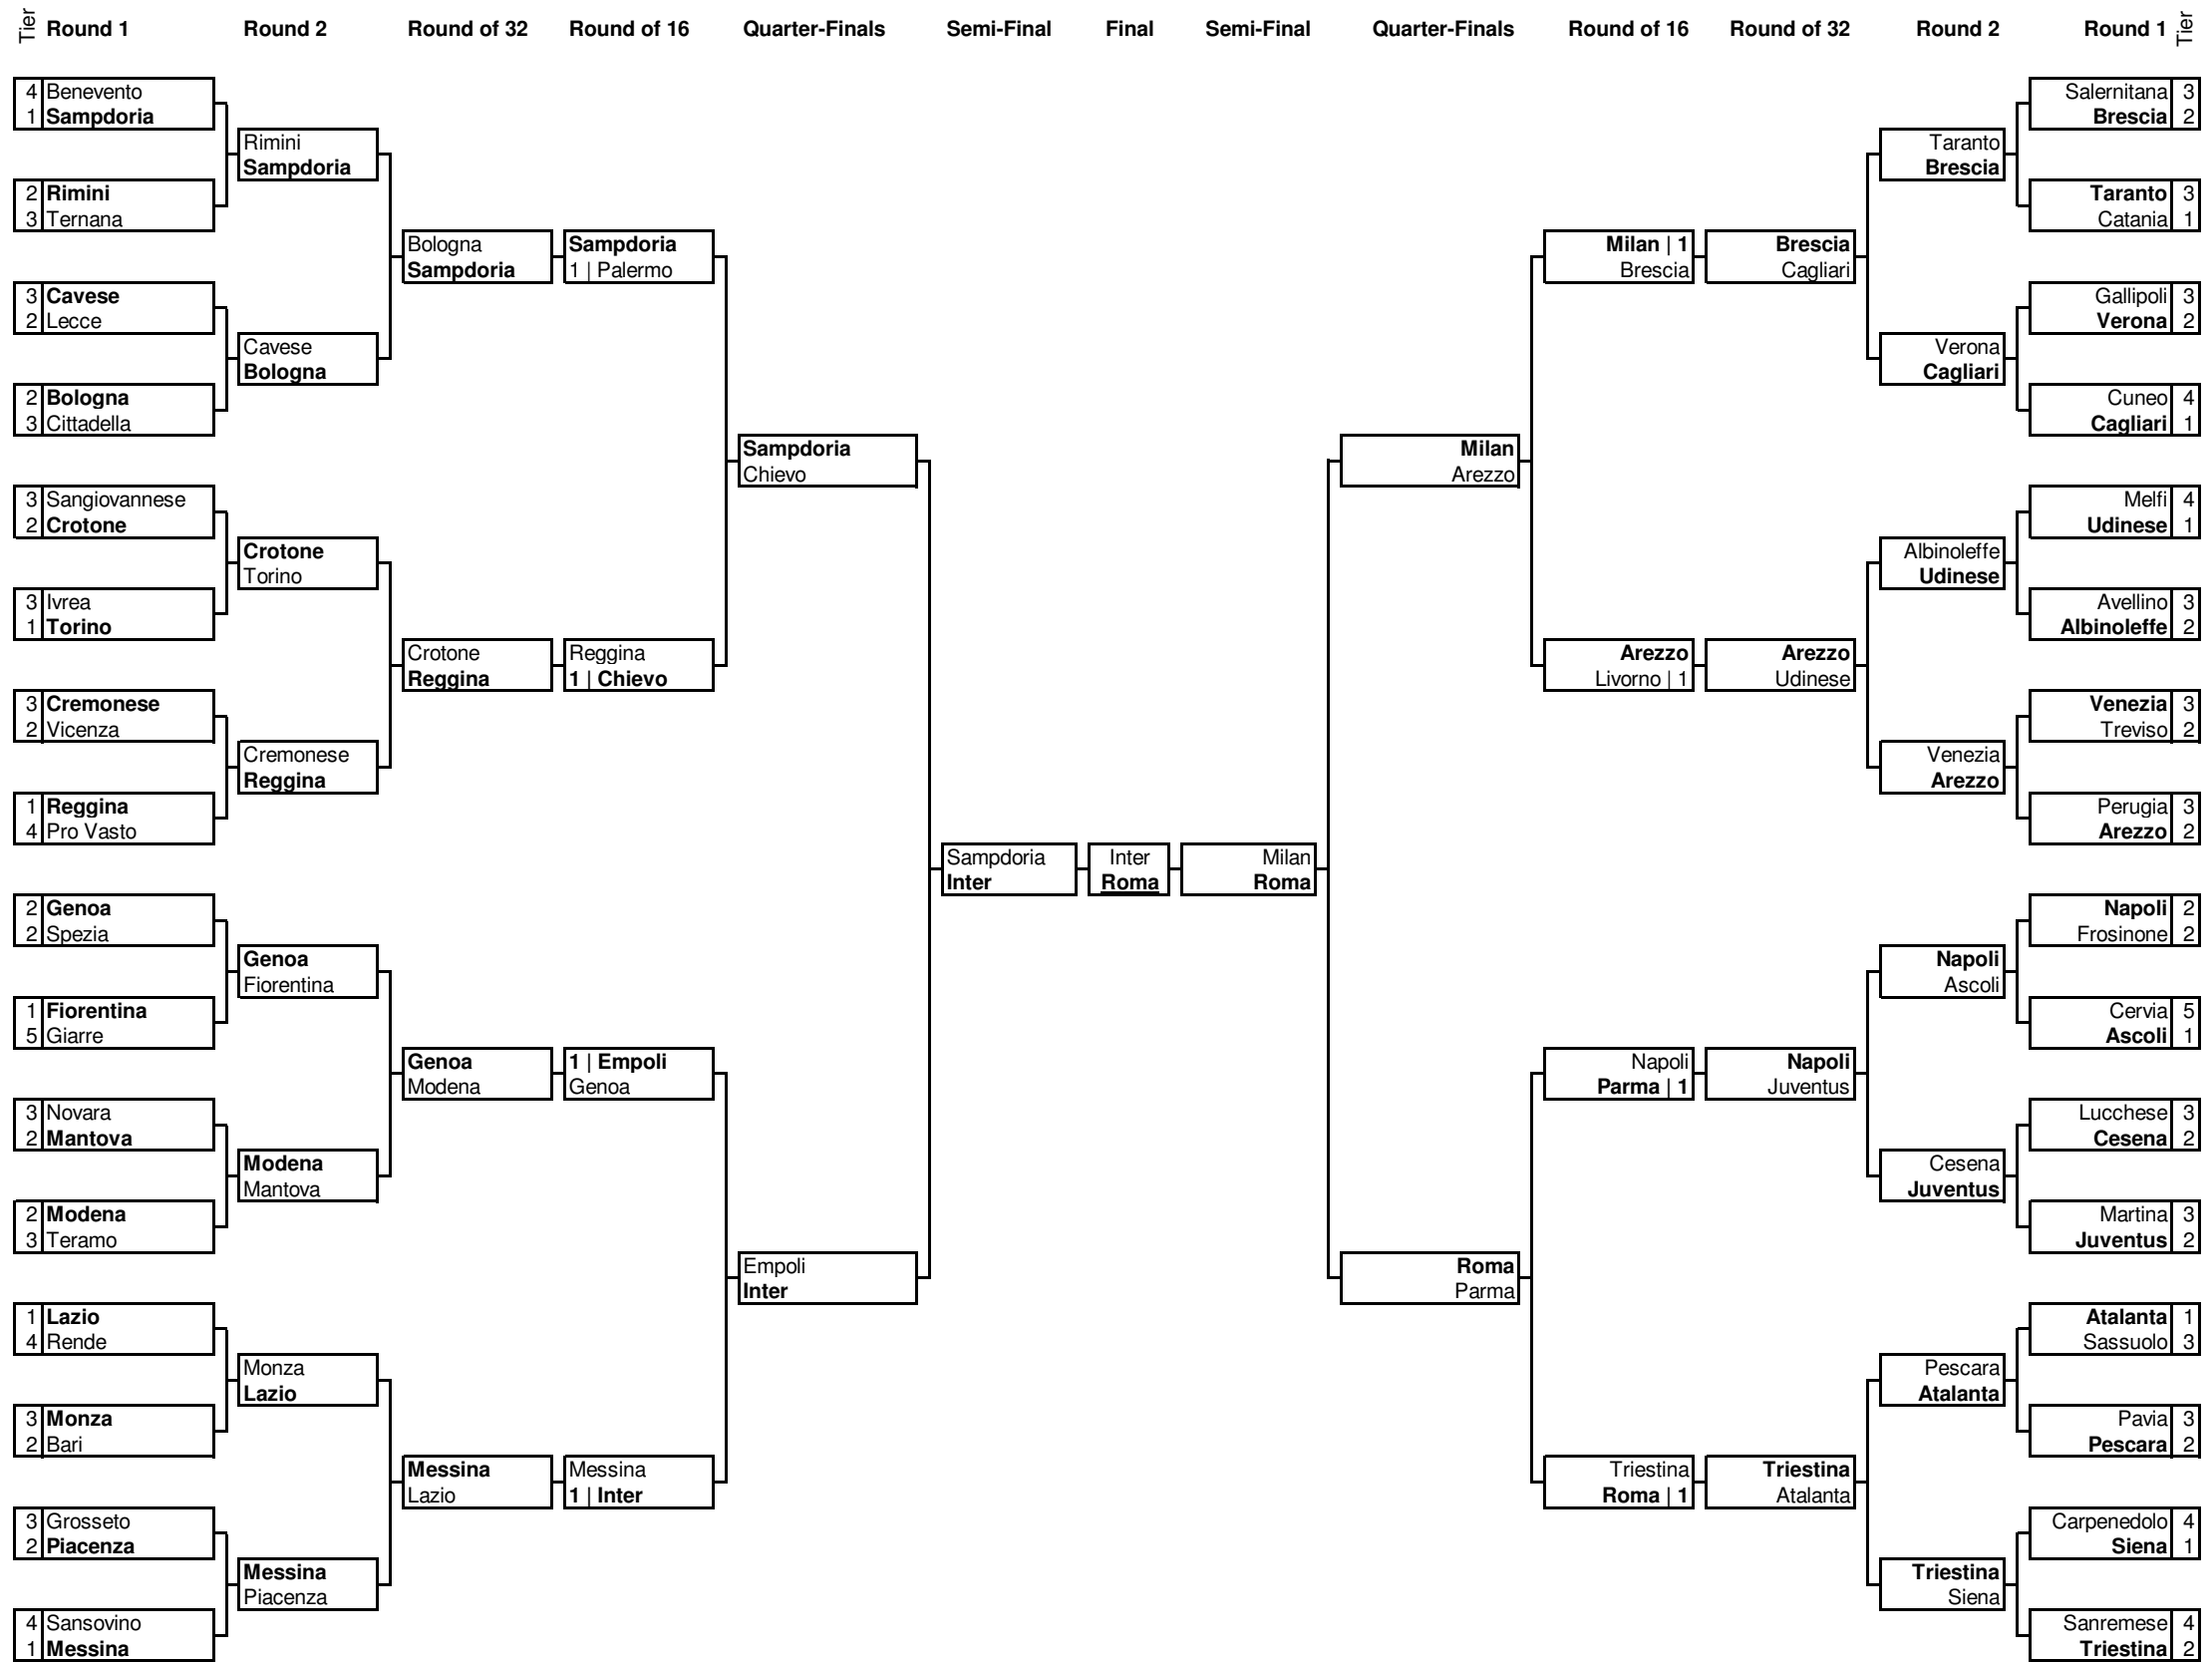 Tier Round 1 Round 2 Round of 32 Round of 16 Quarter-Finals Semi-Final Final Semi-Final Quarter-Finals Round of 16 Round of 32 Round 2 Round 1 Tier
4 Benevento
1 Sampdoria
2 Rimini
3 Ternana
3 Cavese
2 Lecce
2 Bologna
3 Cittadella
3 Sangiovannese
2 Crotone
3 Ivrea
1 Torino
3 Cremonese
2 Vicenza
1 Reggina
4 Pro Vasto
2 Genoa
2 Spezia
1 Fiorentina
5 Giarre
3 Novara
2 Mantova
2 Modena
3 Teramo
1 Lazio
4 Rende
3 Monza
2 Bari
3 Grosseto
2 Piacenza
4 Sansovino
1 Messina
Rimini
Sampdoria
Cavese
Bologna
Crotone
Torino
Cremonese
Reggina
Genoa
Fiorentina
Modena
Mantova
Monza
Lazio
Messina
Piacenza
Bologna
Sampdoria
Crotone
Reggina
Genoa
Modena
Messina
Lazio
Sampdoria
1 | Palermo
Reggina
1 | Chievo
1 | Empoli
Genoa
Messina
1 | Inter
Sampdoria
Chievo
Empoli
Inter
Sampdoria
Inter
Inter
Roma
Milan
Roma
Milan
Arezzo
Roma
Parma
Milan | 1
Brescia
Arezzo
Livorno | 1
Napoli
Parma | 1
Triestina
Roma | 1
Brescia
Cagliari
Arezzo
Udinese
Napoli
Juventus
Triestina
Atalanta
Taranto
Brescia
Verona
Cagliari
Albinoleffe
Udinese
Venezia
Arezzo
Napoli
Ascoli
Cesena
Juventus
Pescara
Atalanta
Triestina
Siena
Salernitana 3
Brescia 2
Taranto 3
Catania 1
Gallipoli 3
Verona 2
Cuneo 4
Cagliari 1
Melfi 4
Udinese 1
Avellino 3
Albinoleffe 2
Venezia 3
Treviso 2
Perugia 3
Arezzo 2
Napoli 2
Frosinone 2
Cervia 5
Ascoli 1
Lucchese 3
Cesena 2
Martina 3
Juventus 2
Atalanta 1
Sassuolo 3
Pavia 3
Pescara 2
Carpenedolo 4
Siena 1
Sanremese 4
Triestina 2